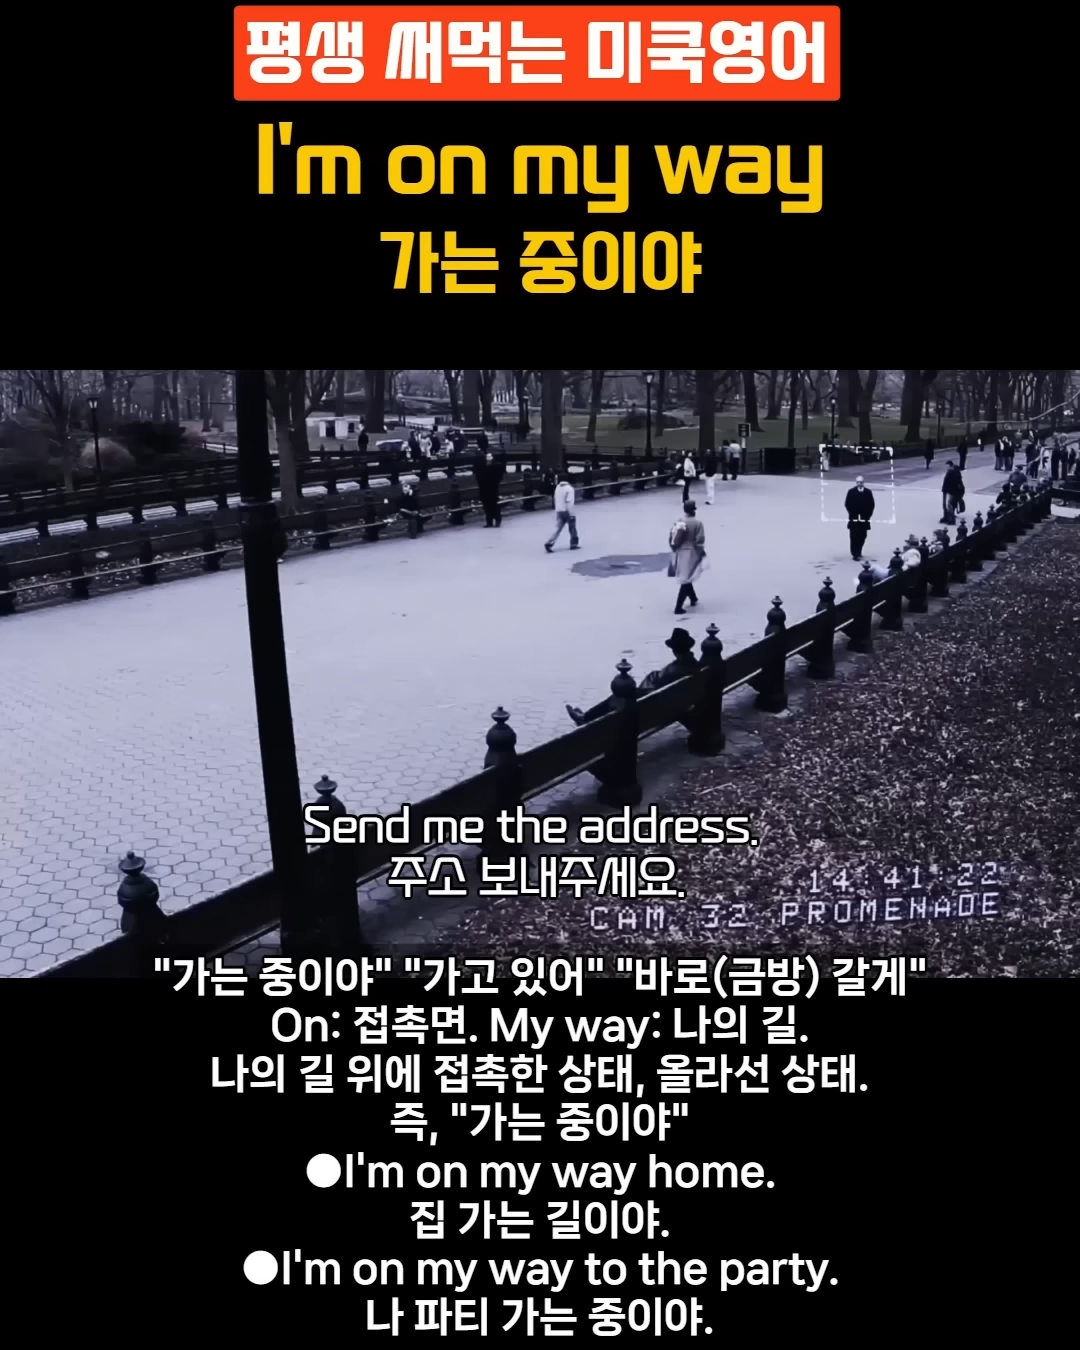 평생 써먹는 미쿡영어
I'm on my way
가는 중이야
Send me the address.
주소 보내주세요.
14:41:22
CAM 32 PROMENADE
"가는 중이야" "가고 있어" "바로(금방) 갈게"
On: 접촉면. My way: 나의 길.
나의 길 위에 접촉한 상태, 올라선 상태.
즉, "가는 중이야"
●I'm on my way home.
집 가는 길이야.
●I'm on my way to the party.
나 파티 가는 중이야.